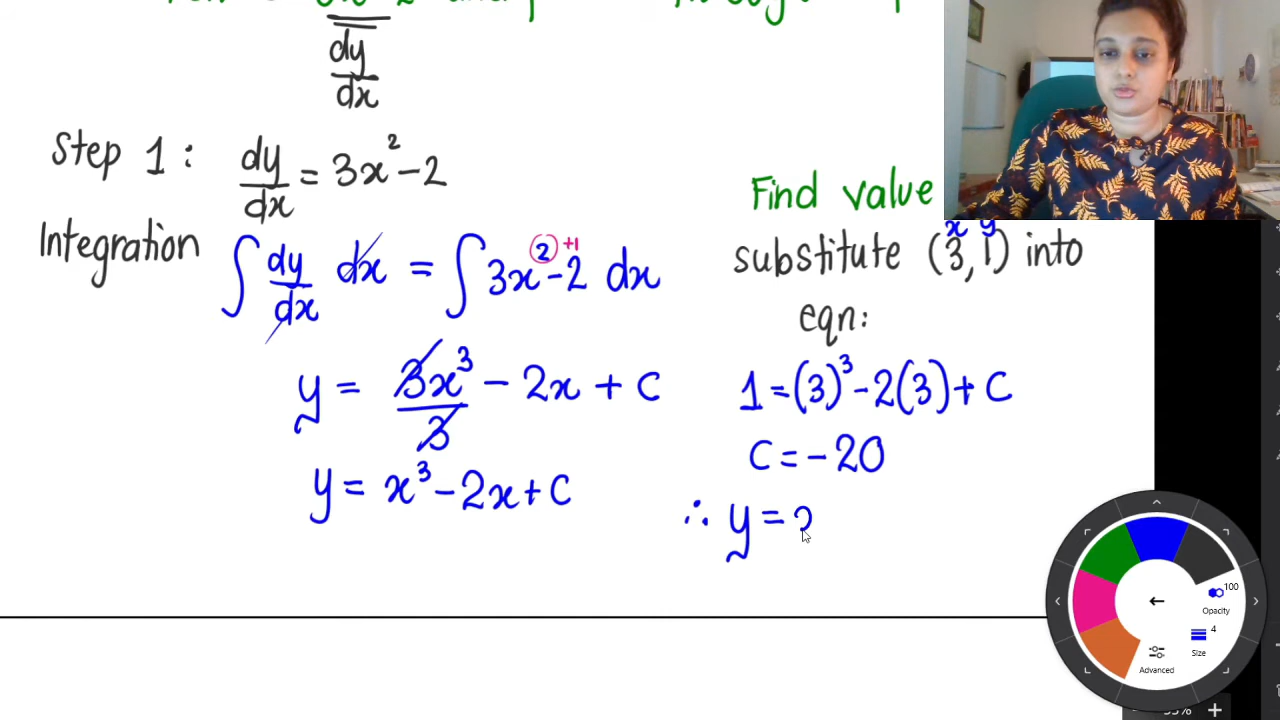 dy/dx
Step 1 : dy/dx = 3x² - 2
Integration ∫ dy/dx dx = ∫ 3x² - 2 dx
+1
y = 3x³/3 - 2x + C
y = x³ - 2x + C
Find value
x y
substitute (3, 1) into
eqn:
1 = (3)³ - 2(3) + C
C = -20
∴ y =
100
Opacity
4
Size
Advanced